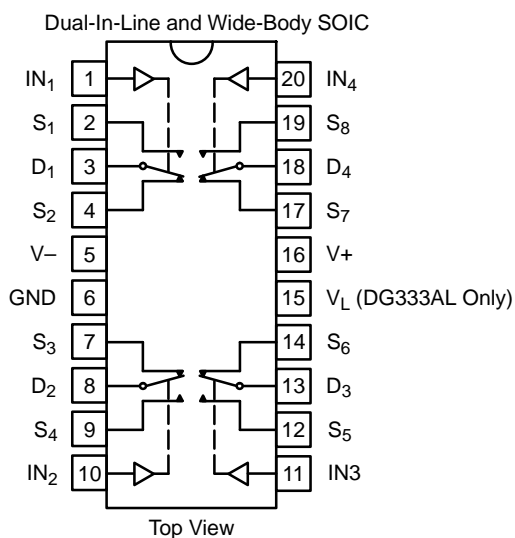 Dual-In-Line and Wide-Body SOIC
IN₁ 1 20 IN₄
S₁ 2 19 S₈
D₁ 3 18 D₄
S₂ 4 17 S₇
V– 5 16 V+
GND 6 15 V_L (DG333AL Only)
S₃ 7 14 S₆
D₂ 8 13 D₃
S₄ 9 12 S₅
IN₂ 10 11 IN3
Top View